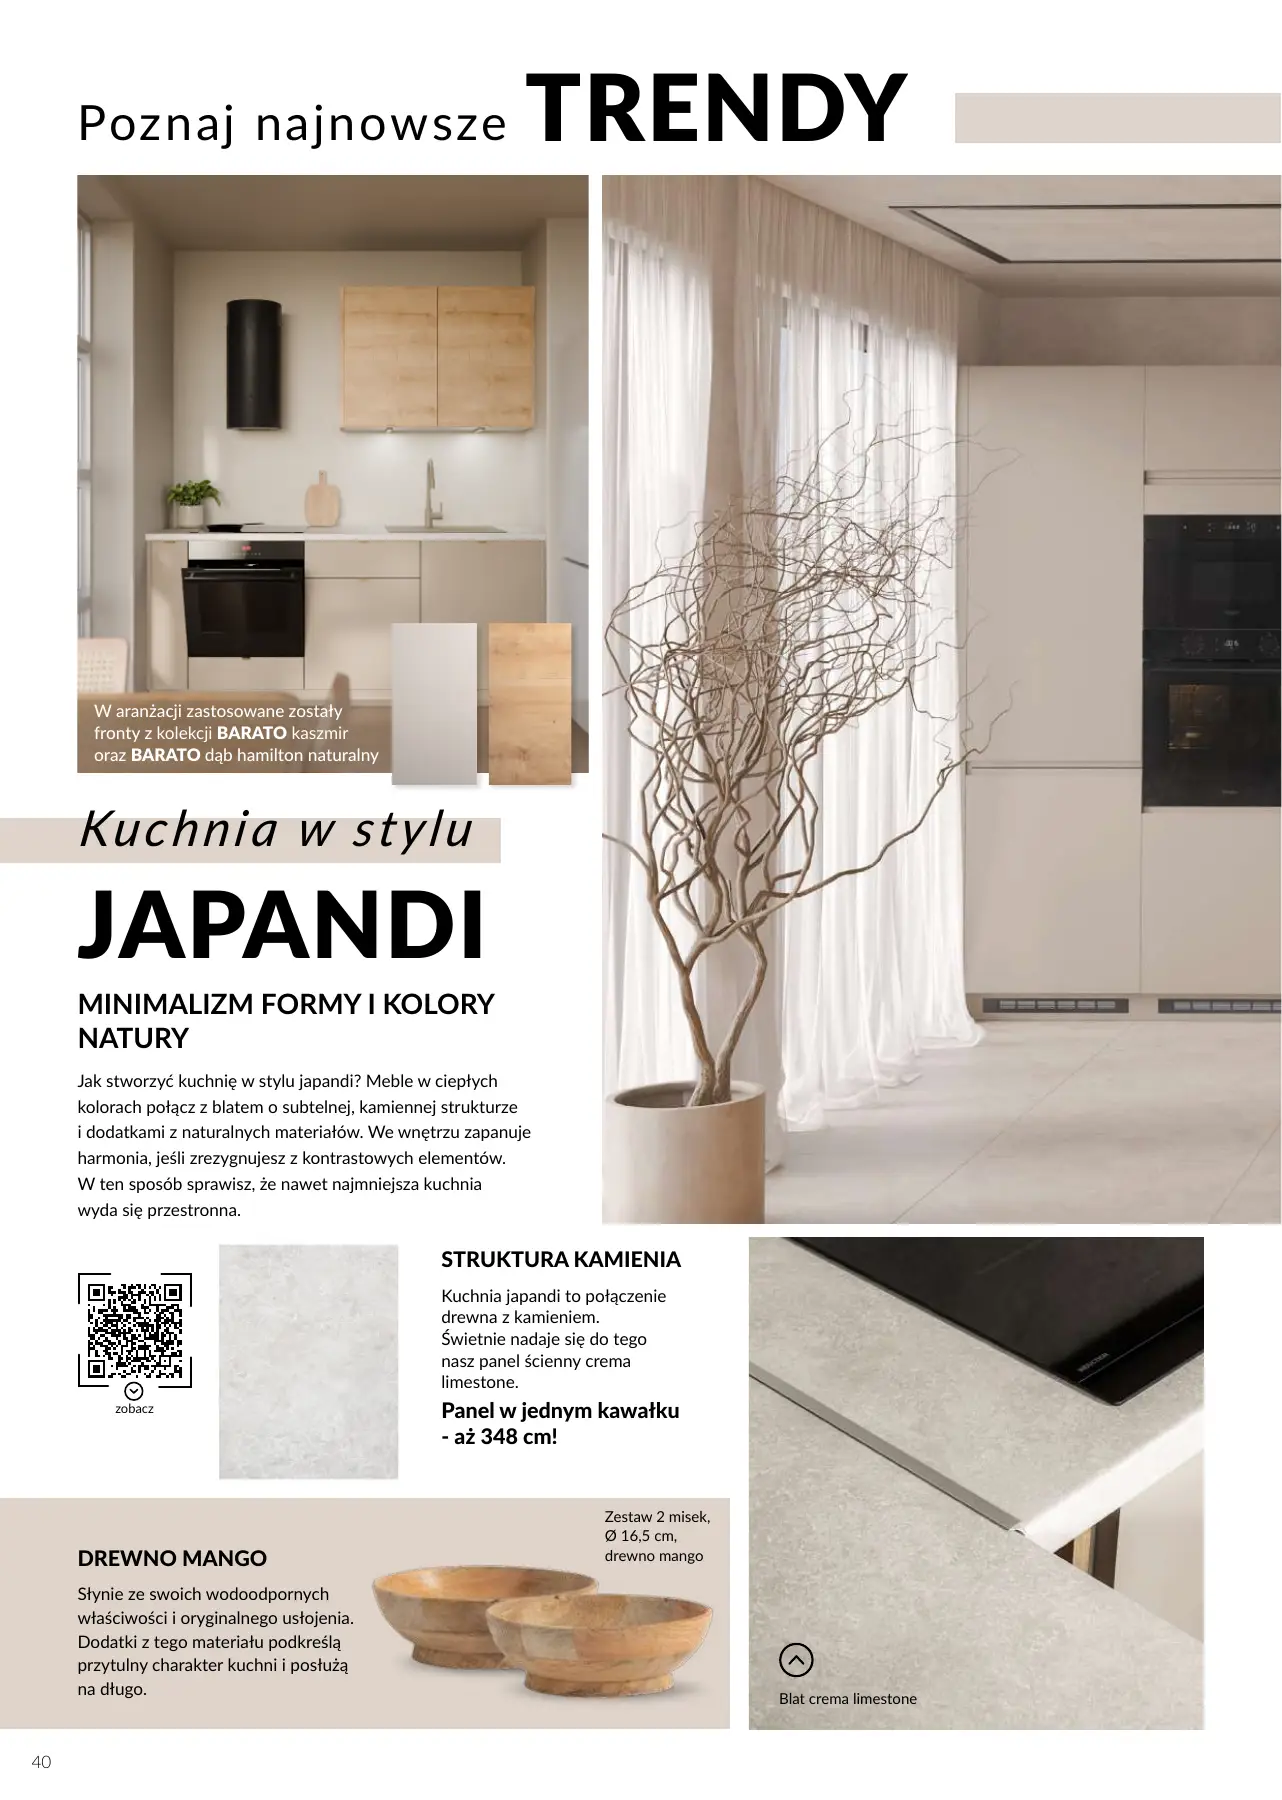 Poznaj najnowsze TRENDY
W aranżacji zastosowane zostały
fronty z kolekcji BARATO kaszmir
oraz BARATO dąb hamilton naturalny
Kuchnia w stylu
JAPANDI
MINIMALIZM FORMY I KOLORY
NATURY
Jak stworzyć kuchnię w stylu japandi? Meble w ciepłych
kolorach połącz z blatem o subtelnej, kamiennej strukturze
i dodatkami z naturalnych materiałów. We wnętrzu zapanuje
harmonia, jeśli zrezygnujesz z kontrastowych elementów.
W ten sposób sprawisz, że nawet najmniejsza kuchnia
wyda się przestronna.
zobacz
STRUKTURA KAMIENIA
Kuchnia japandi to połączenie
drewna z kamieniem.
Świetnie nadaje się do tego
nasz panel ścienny crema
limestone.
Panel w jednym kawałku
- aż 348 cm!
INDUCTION
DREWNO MANGO
Słynie ze swoich wodoodpornych
właściwości i oryginalnego usłojenia.
Dodatki z tego materiału podkreślą
przytulny charakter kuchni i posłużą
na długo.
Zestaw 2 misek,
Ø 16,5 cm,
drewno mango
Blat crema limestone
40